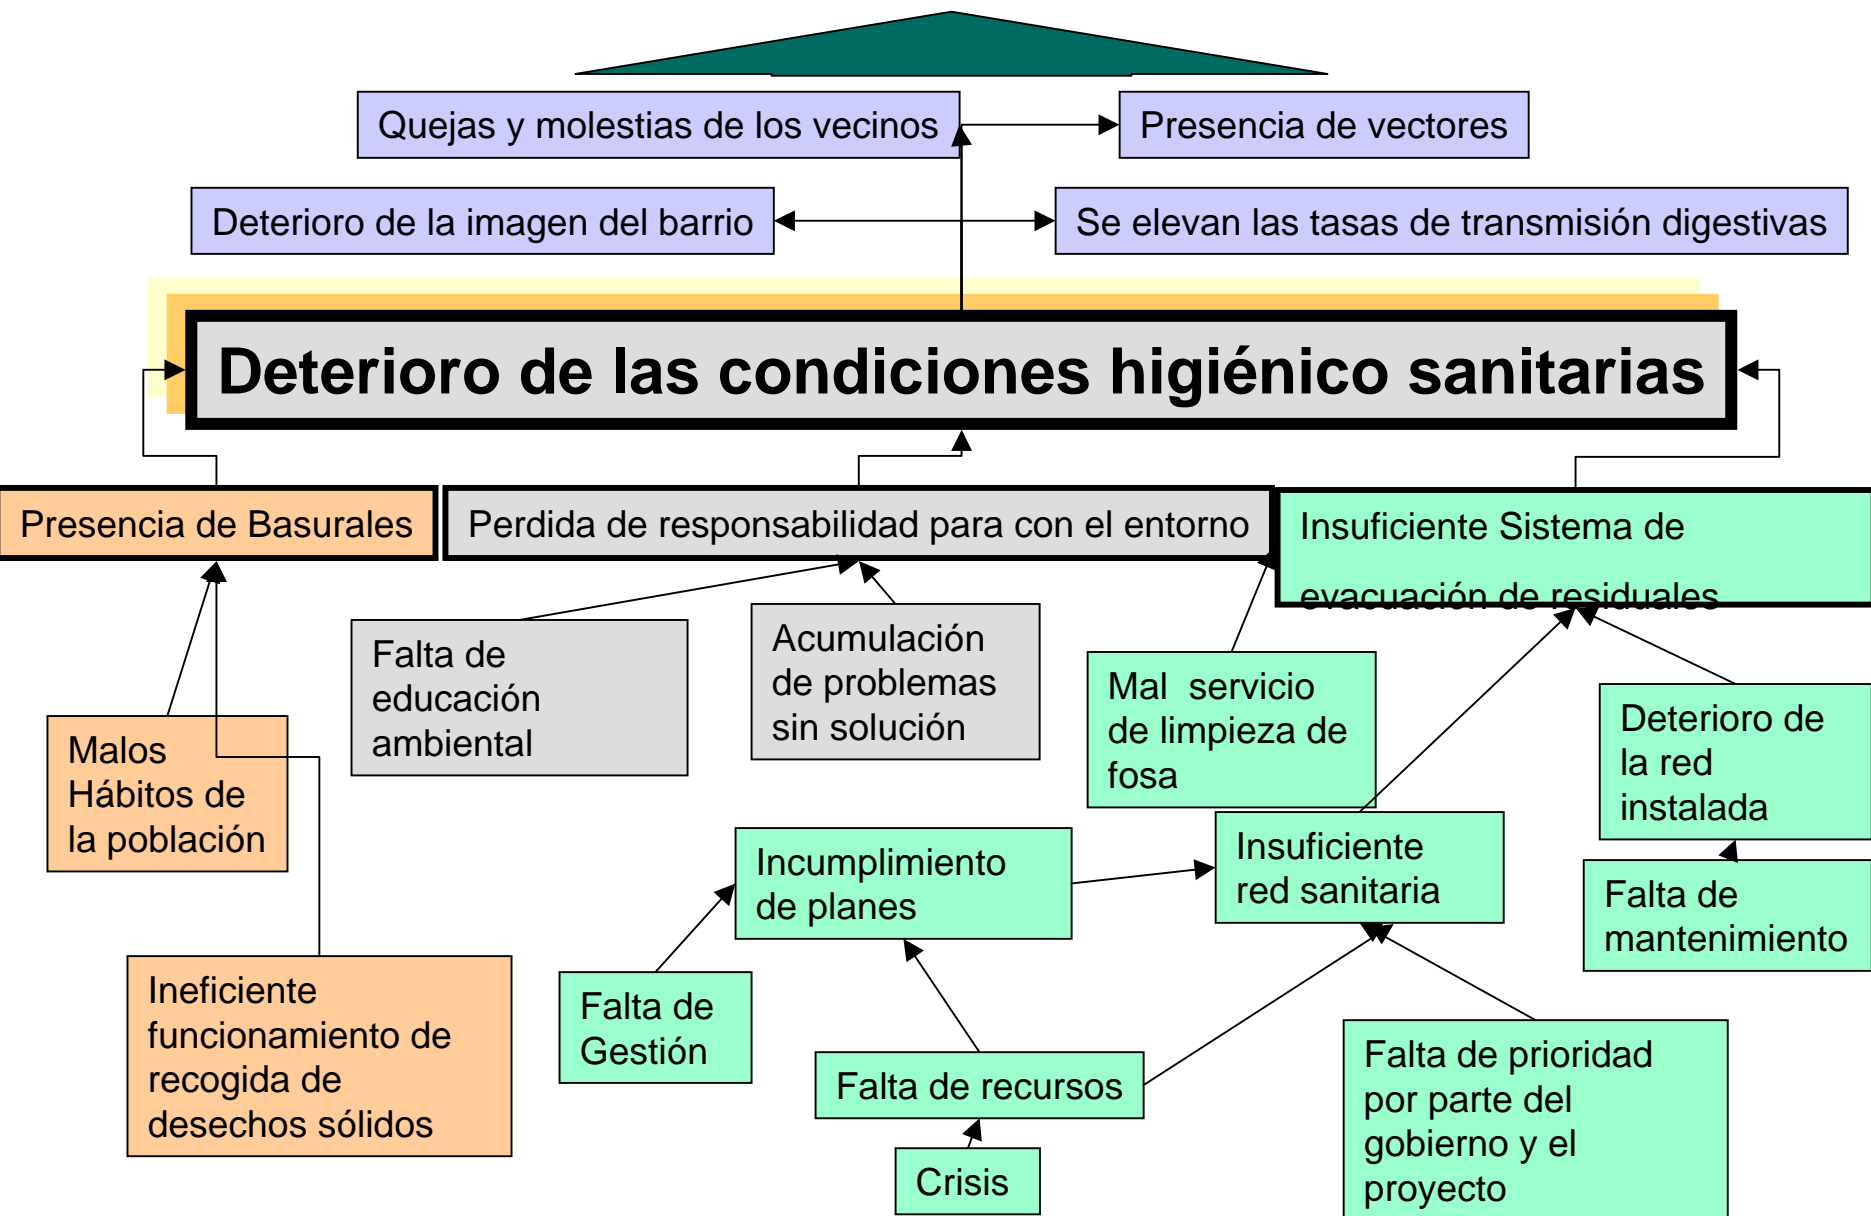 Quejas y molestias de los vecinos
Presencia de vectores
Deterioro de la imagen del barrio
Se elevan las tasas de transmisión digestivas
Deterioro de las condiciones higiénico sanitarias
Presencia de Basurales
Perdida de responsabilidad para con el entorno
Insuficiente Sistema de
evacuación de residuales
Falta de
educación
ambiental
Acumulación
de problemas
sin solución
Mal servicio
de limpieza de
fosa
Deterioro de
la red
instalada
Malos
Hábitos de
la población
Incumplimiento
de planes
Insuficiente
red sanitaria
Falta de
mantenimiento
Ineficiente
funcionamiento de
recogida de
desechos sólidos
Falta de
Gestión
Falta de recursos
Falta de prioridad
por parte del
gobierno y el
proyecto
Crisis